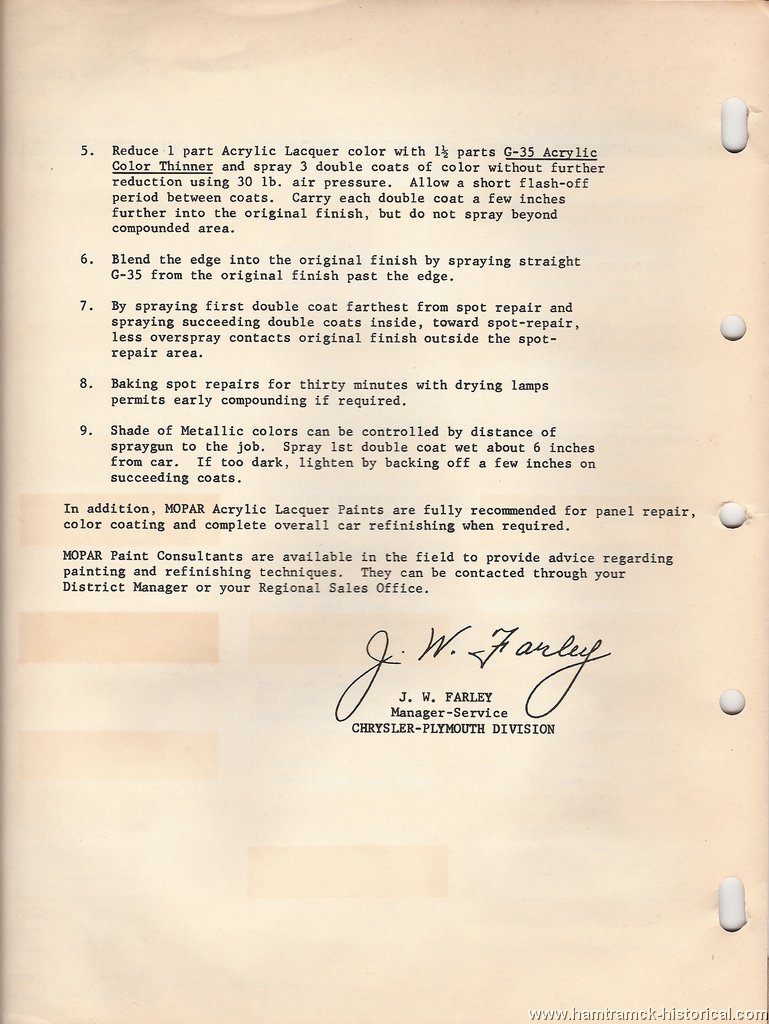 5. Reduce 1 part Acrylic Lacquer color with 1½ parts G-35 Acrylic
Color Thinner and spray 3 double coats of color without further
reduction using 30 lb. air pressure. Allow a short flash-off
period between coats. Carry each double coat a few inches
further into the original finish, but do not spray beyond
compounded area.
6. Blend the edge into the original finish by spraying straight
G-35 from the original finish past the edge.
7. By spraying first double coat farthest from spot repair and
spraying succeeding double coats inside, toward spot-repair,
less overspray contacts original finish outside the spot-
repair area.
8. Baking spot repairs for thirty minutes with drying lamps
permits early compounding if required.
9. Shade of Metallic colors can be controlled by distance of
spraygun to the job. Spray 1st double coat wet about 6 inches
from car. If too dark, lighten by backing off a few inches on
succeeding coats.
In addition, MOPAR Acrylic Lacquer Paints are fully recommended for panel repair,
color coating and complete overall car refinishing when required.
MOPAR Paint Consultants are available in the field to provide advice regarding
painting and refinishing techniques. They can be contacted through your
District Manager or your Regional Sales Office.
J. W. Farley
J. W. FARLEY
Manager-Service
CHRYSLER-PLYMOUTH DIVISION
www.hamtramck-historical.com